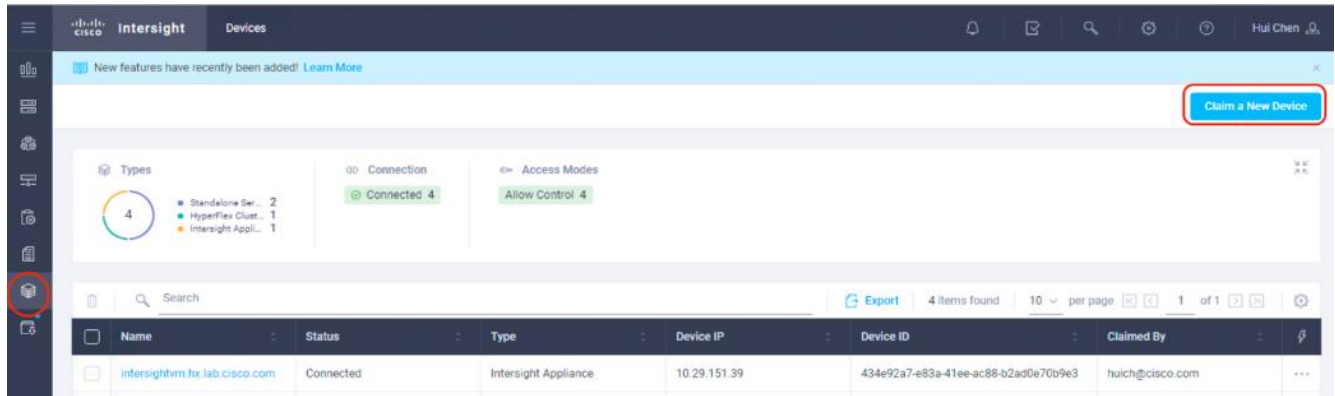 cisco Intersight Devices Hui Chen
New features have recently been added! Learn More
Claim a New Device
Types Connection Access Modes
4 Standalone Ser... 2 Connected 4 Allow Control 4
HyperFlex Clust... 1
Intersight Appli... 1
Search Export 4 items found 10 per page 1 of 1
Name Status Type Device IP Device ID Claimed By
intersightvm.hx.lab.cisco.com Connected Intersight Appliance 10.29.151.39 434e92a7-e83a-41ee-ac88-b2ad0e70b9e3 huich@cisco.com ...